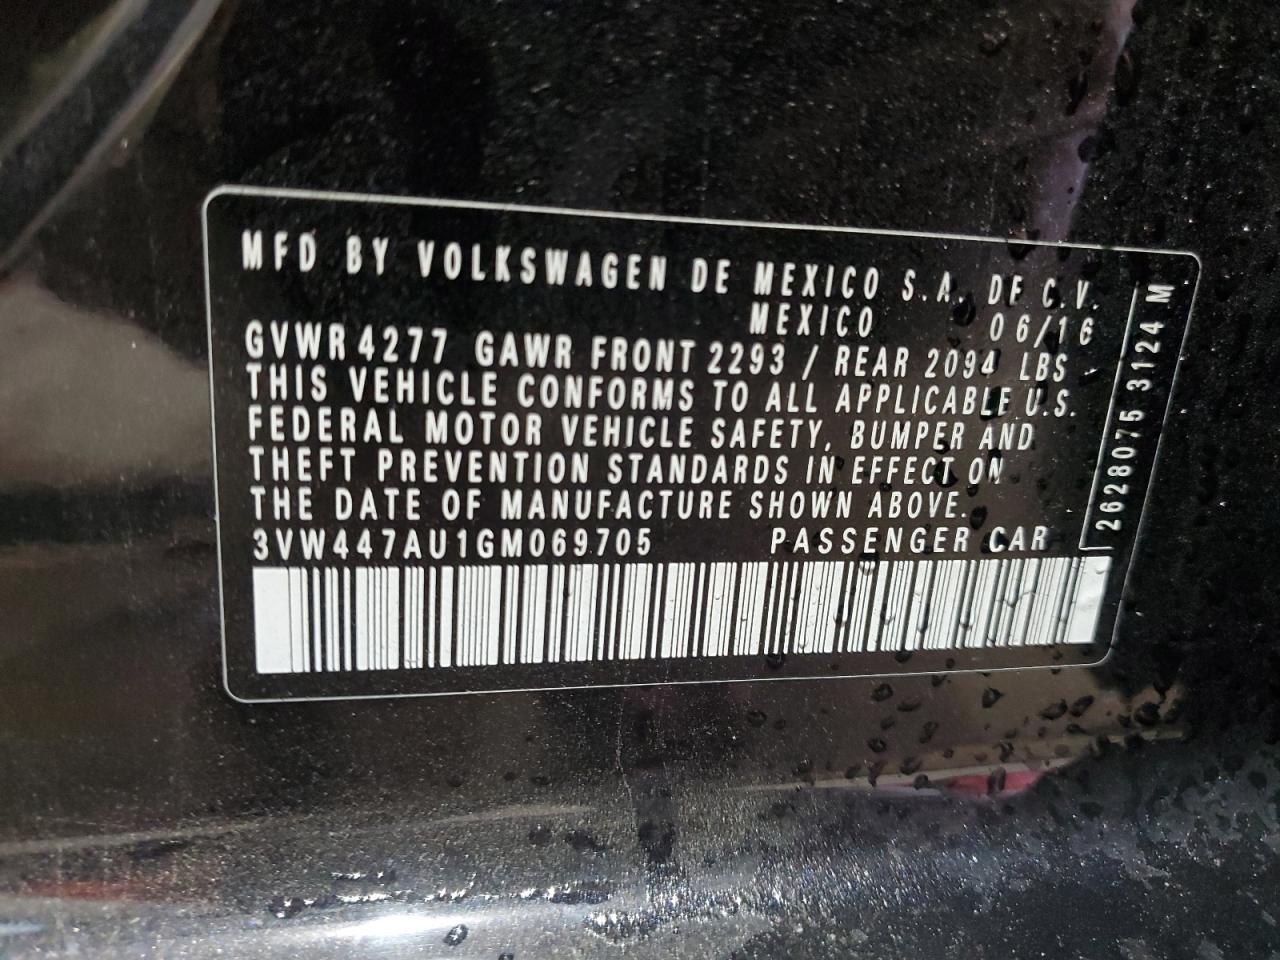 MFD BY VOLKSWAGEN DE MEXICO S.A. DE C.V.
MEXICO 06/16
GVWR 4277 GAWR FRONT 2293 / REAR 2094 LBS
THIS VEHICLE CONFORMS TO ALL APPLICABLE U.S.
FEDERAL MOTOR VEHICLE SAFETY, BUMPER AND
THEFT PREVENTION STANDARDS IN EFFECT ON
THE DATE OF MANUFACTURE SHOWN ABOVE.
3VW447AU1GM069705 PASSENGER CAR
2628075 3124 M